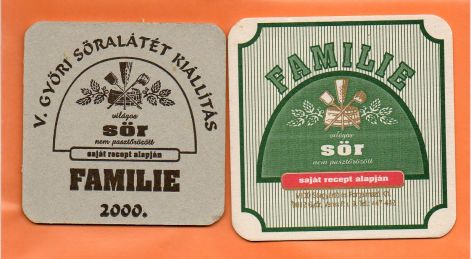 V. GYŐRI SÖRALÁTÉT KIÁLLÍTÁS
világos
sör
nem pasztőrözött
saját recept alapján
FAMILIE
2000.
FAMILIE
világos
sör
nem pasztőrözött
saját recept alapján